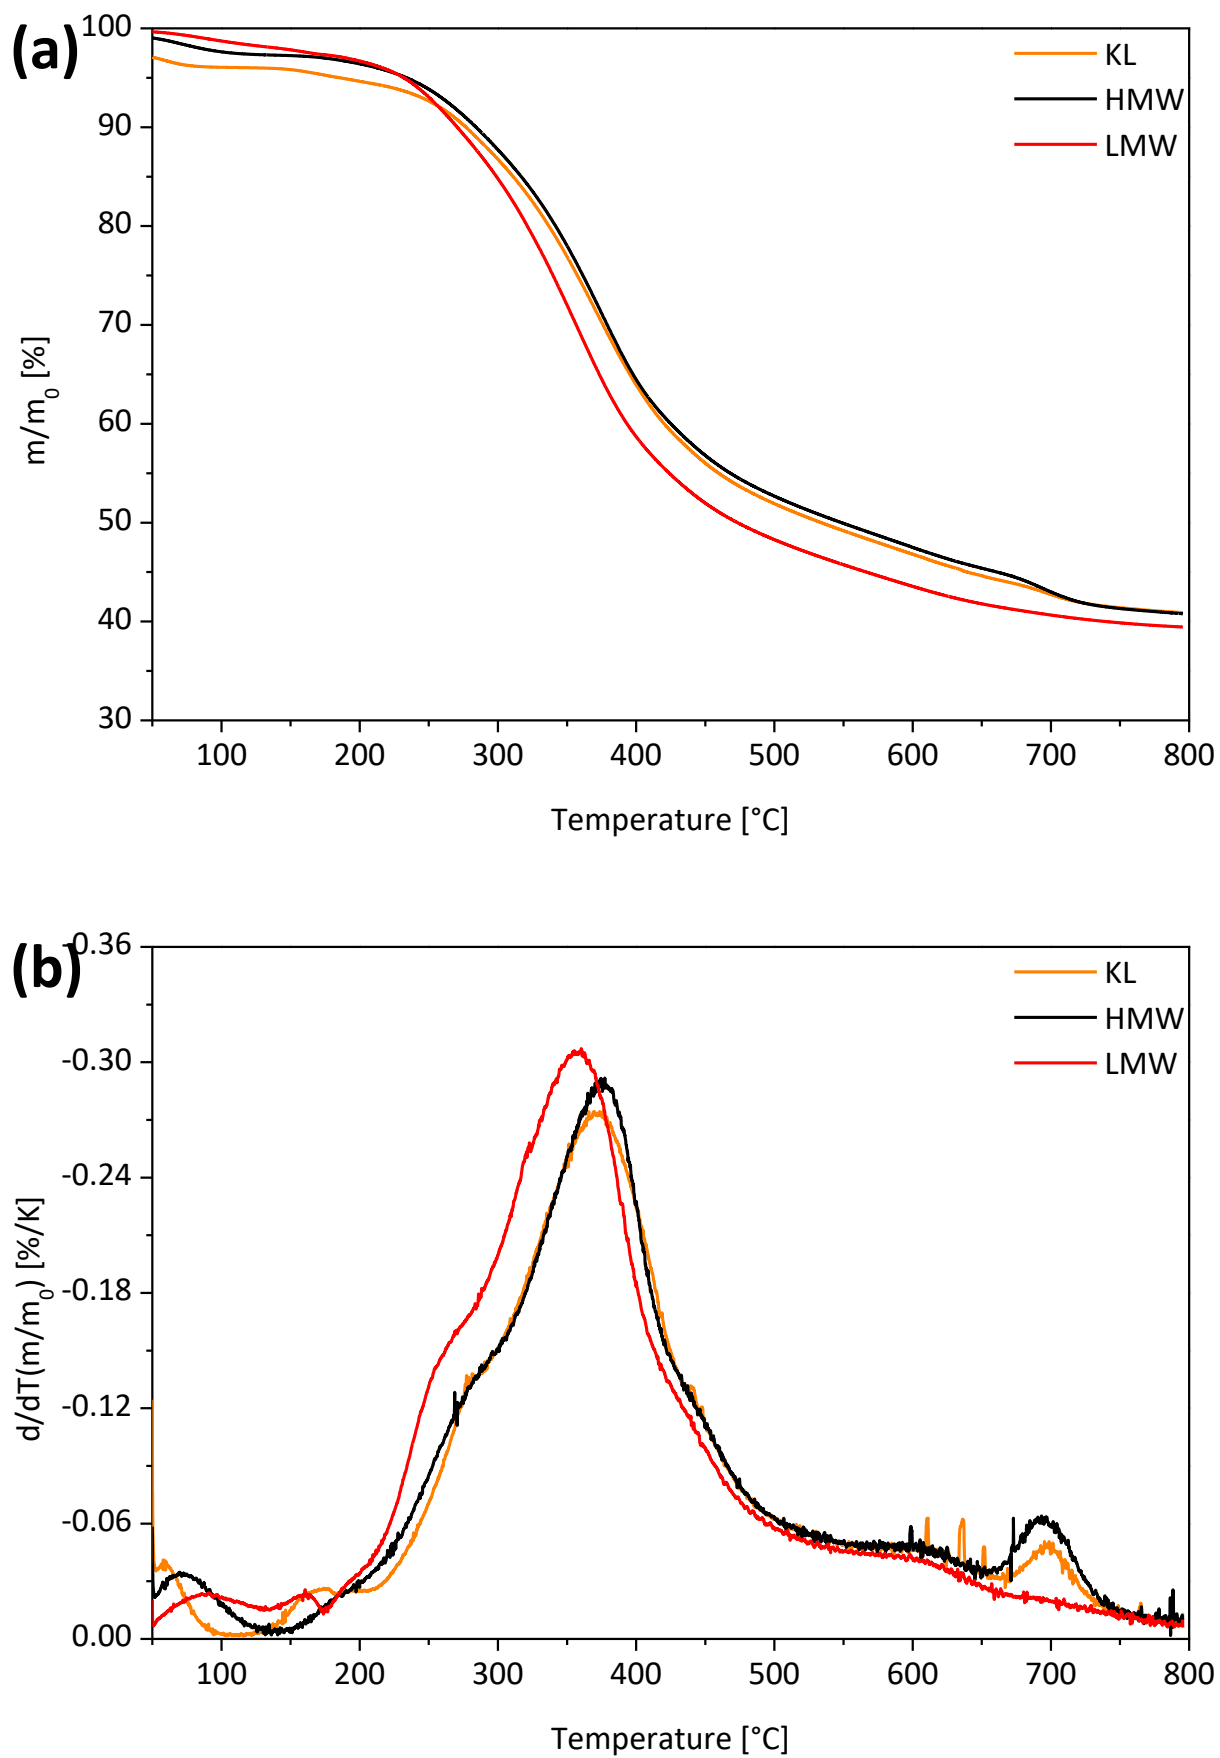 (a)
100
90
80
70
60
50
40
30
m/m₀ [%]
KL
HMW
LMW
100 200 300 400 500 600 700 800
Temperature [°C]
(b)
-0.36
-0.30
-0.24
-0.18
-0.12
-0.06
0.00
d/dT(m/m₀) [%/K]
KL
HMW
LMW
100 200 300 400 500 600 700 800
Temperature [°C]